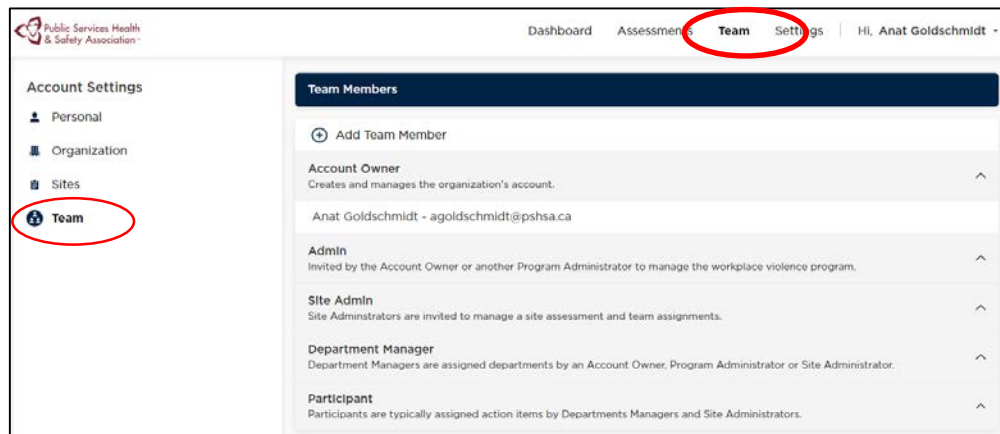 Public Services Health
& Safety Association
Dashboard Assessments Team Settings Hi, Anat Goldschmidt
Account Settings
Personal
Organization
Sites
Team
Team Members
Add Team Member
Account Owner
Creates and manages the organization's account.
Anat Goldschmidt - agoldschmidt@pshsa.ca
Admin
Invited by the Account Owner or another Program Administrator to manage the workplace violence program.
Site Admin
Site Adminstrators are invited to manage a site assessment and team assignments.
Department Manager
Department Managers are assigned departments by an Account Owner, Program Administrator or Site Administrator.
Participant
Participants are typically assigned action items by Departments Managers and Site Administrators.